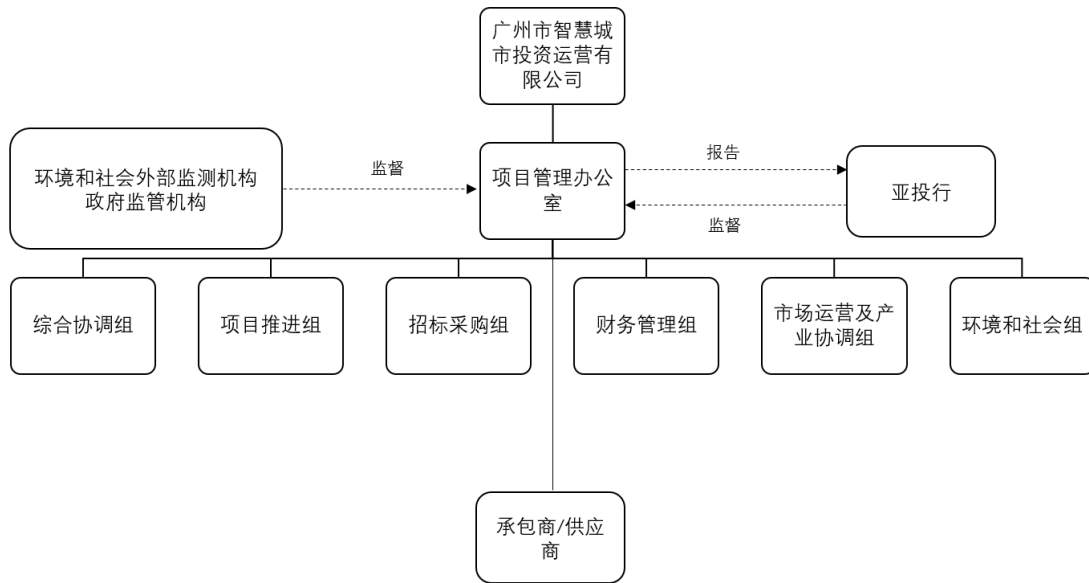 广州市智慧城
市投资运营有
限公司
环境和社会外部监测机构
政府监管机构
监督
项目管理办公
室
报告
监督
亚投行
综合协调组
项目推进组
招标采购组
财务管理组
市场运营及产
业协调组
环境和社会组
承包商/供应
商